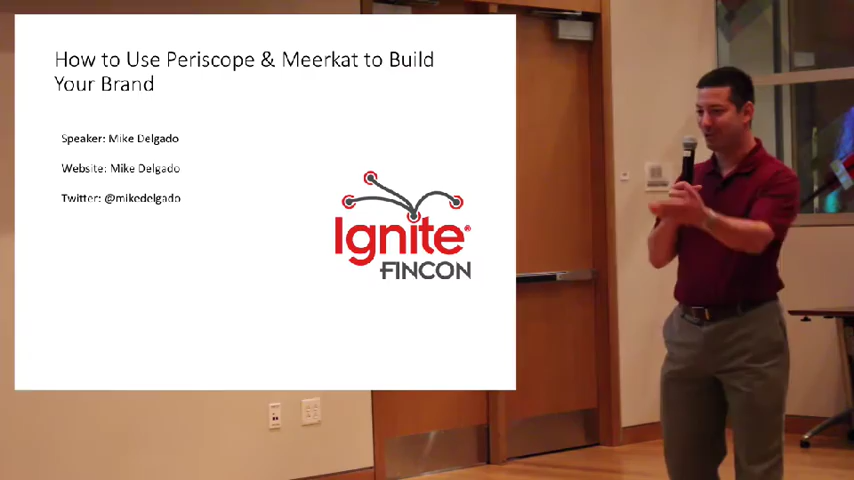 How to Use Periscope & Meerkat to Build
Your Brand
Speaker: Mike Delgado
Website: Mike Delgado
Twitter: @mikedelgado
Ignite®
FINCON